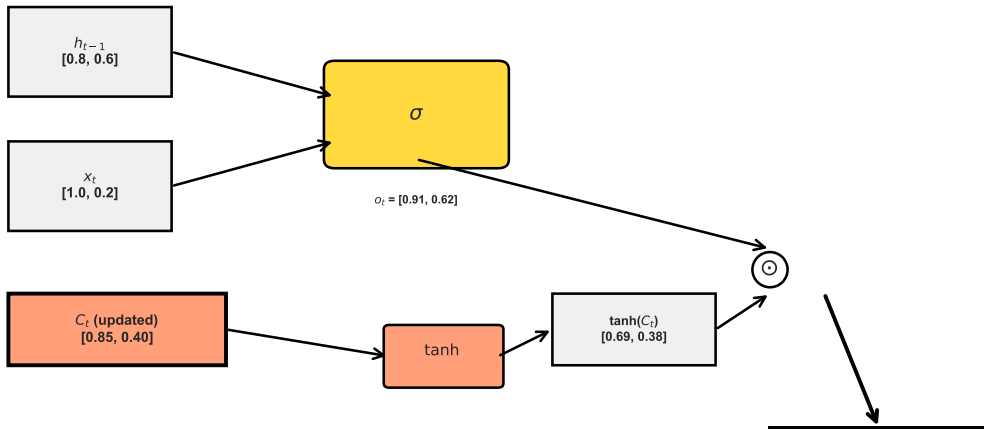 h_{t−1}
[0.8, 0.6]
σ
x_t
[1.0, 0.2]
o_t = [0.91, 0.62]
⊙
C_t (updated)
[0.85, 0.40]
tanh
tanh(C_t)
[0.69, 0.38]